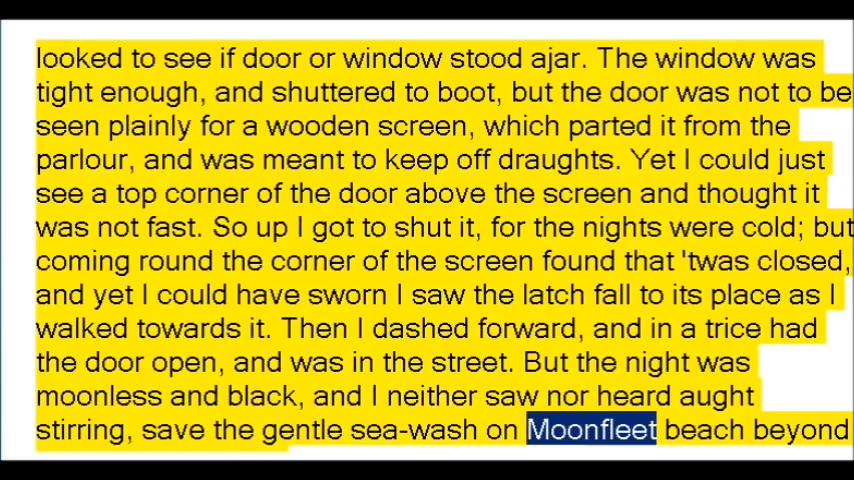 looked to see if door or window stood ajar. The window was
tight enough, and shuttered to boot, but the door was not to be
seen plainly for a wooden screen, which parted it from the
parlour, and was meant to keep off draughts. Yet I could just
see a top corner of the door above the screen and thought it
was not fast. So up I got to shut it, for the nights were cold; but
coming round the corner of the screen found that 'twas closed,
and yet I could have sworn I saw the latch fall to its place as I
walked towards it. Then I dashed forward, and in a trice had
the door open, and was in the street. But the night was
moonless and black, and I neither saw nor heard aught
stirring, save the gentle sea-wash on Moonfleet beach beyond